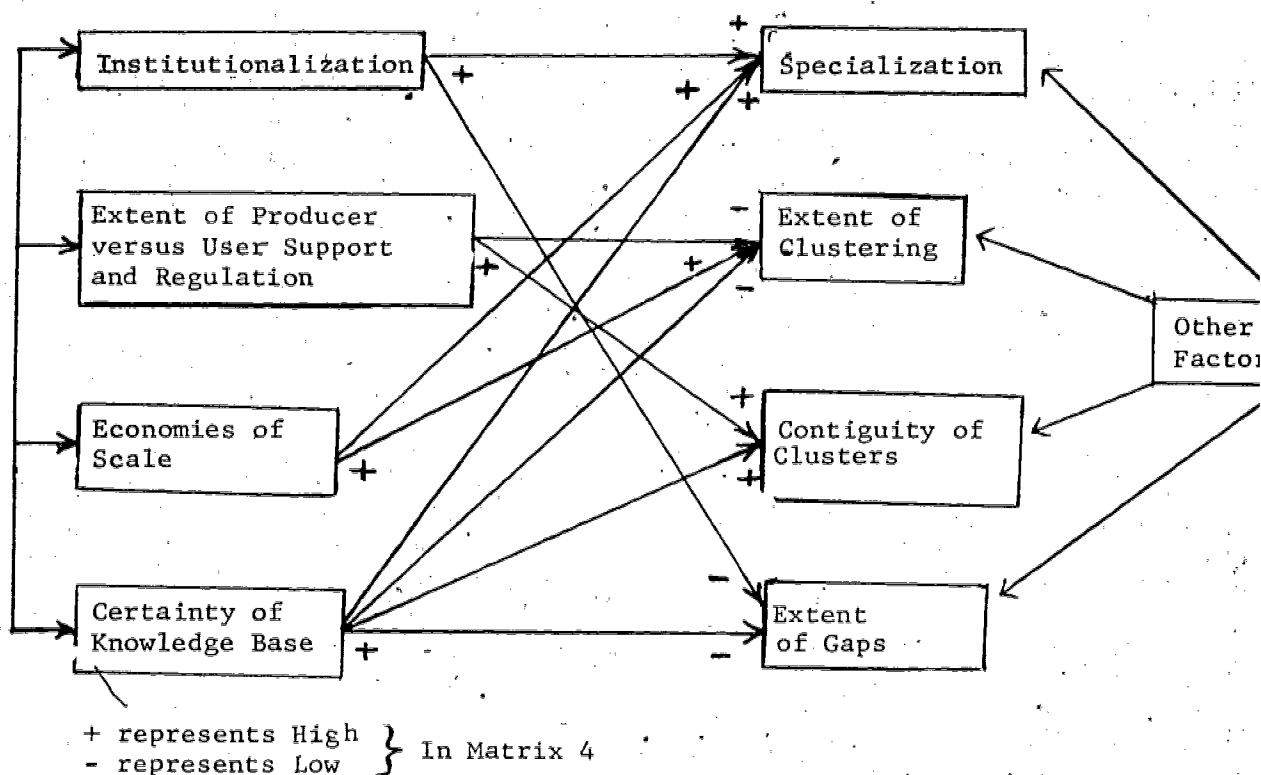 Institutionalization
Extent of Producer
versus User Support
and Regulation
Economies of
Scale
Certainty of
Knowledge Base
+
+
+
+
+
+
+
-
+
-
+
+
-
-
Specialization
Extent of
Clustering
Contiguity of
Clusters
Extent
of Gaps
Other
+ represents High
- represents Low
} In Matrix 4